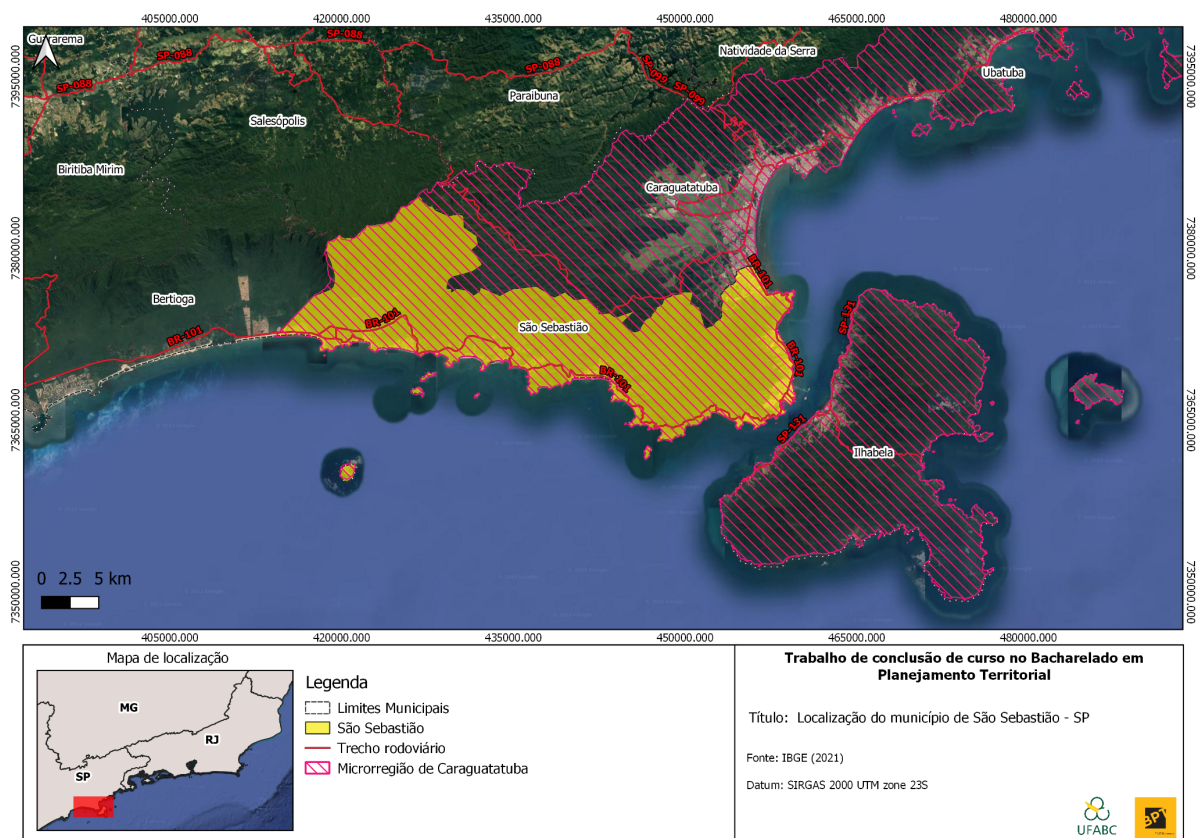 405000.000 420000.000 435000.000 450000.000 465000.000 480000.000
7395000.000
7380000.000
7365000.000
7350000.000
7395000.000
7380000.000
7365000.000
7350000.000
Guararema
SP-088
SP-088
SP-088
SP-088
SP-099
SP-099
Natividade da Serra
Ubatuba
Paraibuna
Salesópolis
Biritiba Mirim
Caraguatatuba
BR-101
Bertioga
BR-101
BR-101
São Sebastião
BR-101
BR-101
SP-131
SP-131
Ilhabela
0 2.5 5 km
405000.000 420000.000 435000.000 450000.000 465000.000 480000.000
Mapa de localização
MG
RJ
SP
Legenda
Limites Municipais
São Sebastião
Trecho rodoviário
Microrregião de Caraguatatuba
Trabalho de conclusão de curso no Bacharelado em
Planejamento Territorial
Título: Localização do município de São Sebastião - SP
Fonte: IBGE (2021)
Datum: SIRGAS 2000 UTM zone 23S
UFABC
BPT